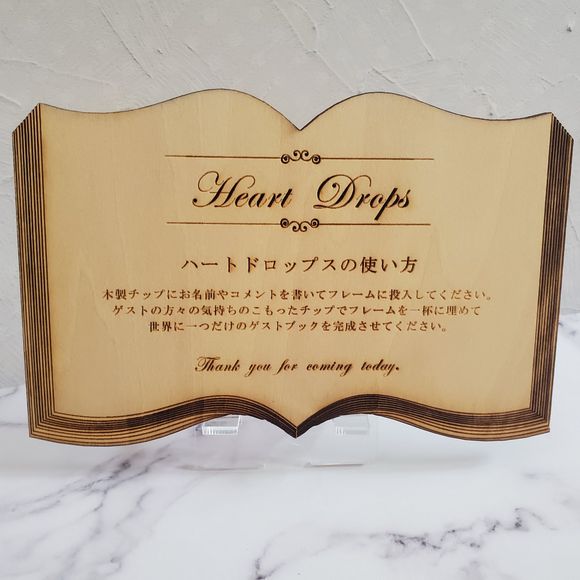 Heart Drops
ハートドロップスの使い方
木製チップにお名前やコメントを書いてフレームに投入してください。
ゲストの方々の気持ちのこもったチップでフレームを一杯に埋めて
世界に一つだけのゲストブックを完成させてください。
Thank you for coming today.